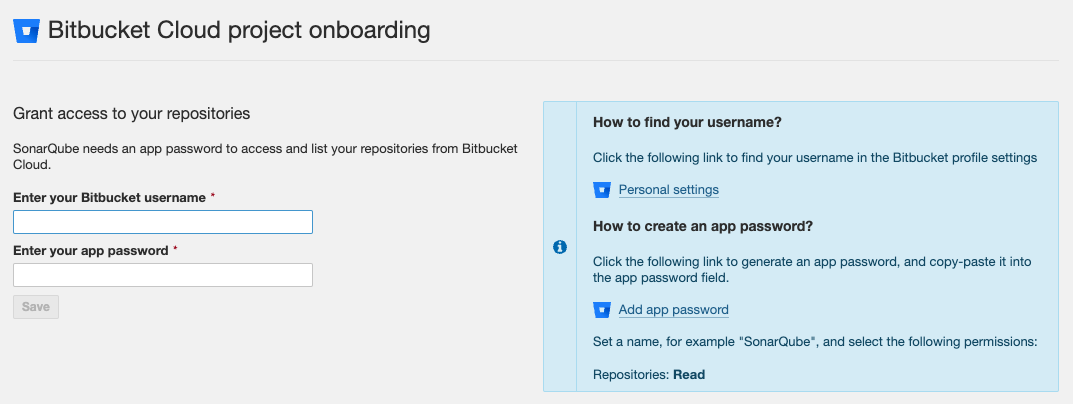 Bitbucket Cloud project onboarding
Grant access to your repositories
SonarQube needs an app password to access and list your repositories from Bitbucket
Cloud.
Enter your Bitbucket username *
Enter your app password *
Save
How to find your username?
Click the following link to find your username in the Bitbucket profile settings
Personal settings
How to create an app password?
Click the following link to generate an app password, and copy-paste it into
the app password field.
Add app password
Set a name, for example "SonarQube", and select the following permissions:
Repositories: Read